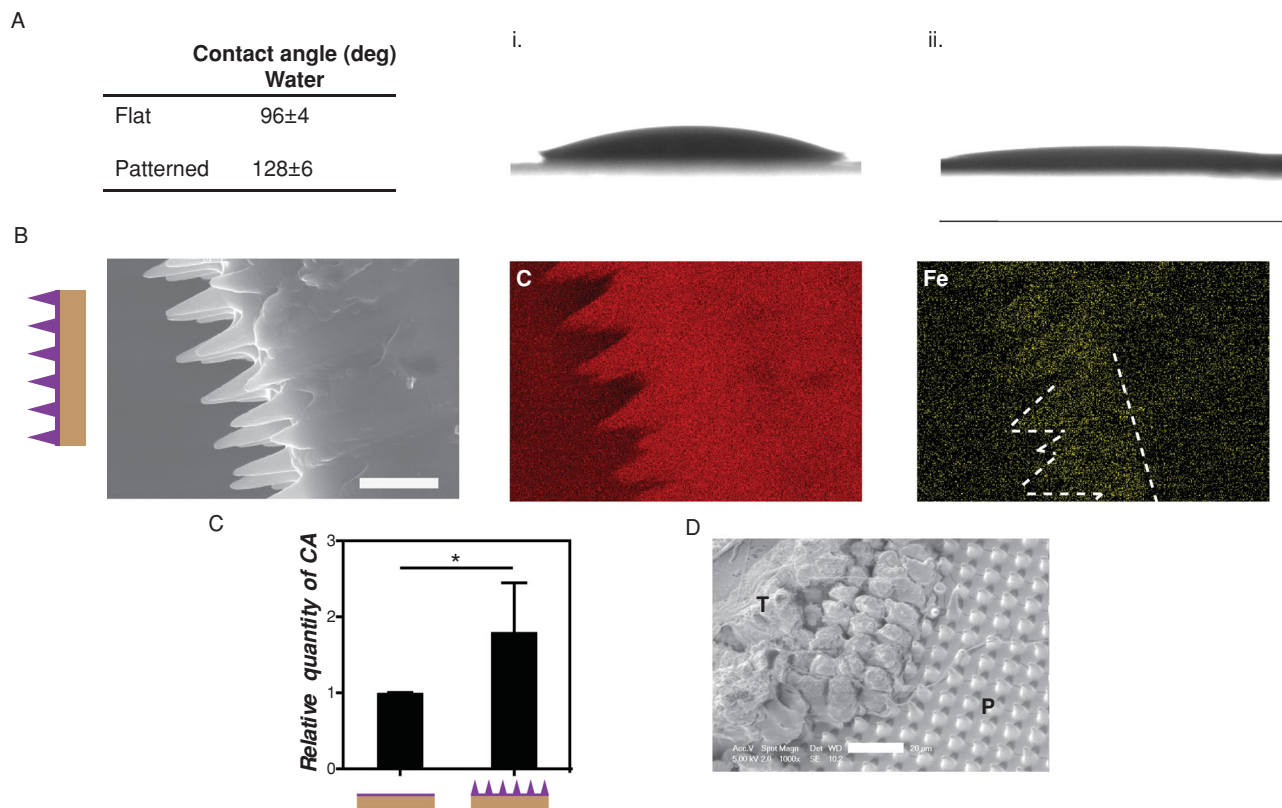 A
Contact angle (deg)
Water
Flat 96±4
Patterned 128±6
i.
ii.
B
C
Fe
C
Relative quantity of CA
3
2
1
0
*
D
T
P
Acc.V Spot Magn Det WD 20 µm
5.00 kV 2.0 1000x SE 10.2